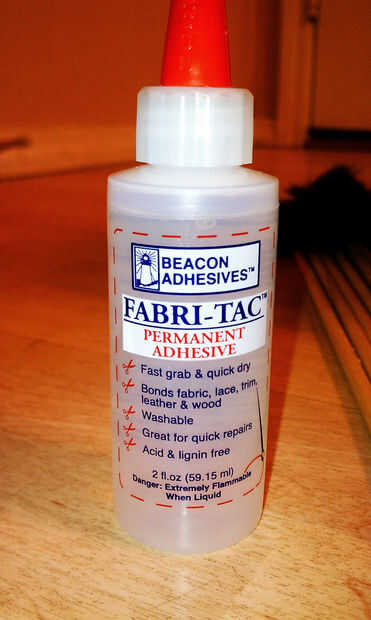 BEACON
ADHESIVES™
FABRI-TAC™
PERMANENT
ADHESIVE
Fast grab & quick dry
Bonds fabric, lace, trim,
leather & wood
Washable
Great for quick repairs
Acid & lignin free
2 fl.oz (59.15 ml)
Danger: Extremely Flammable
When Liquid